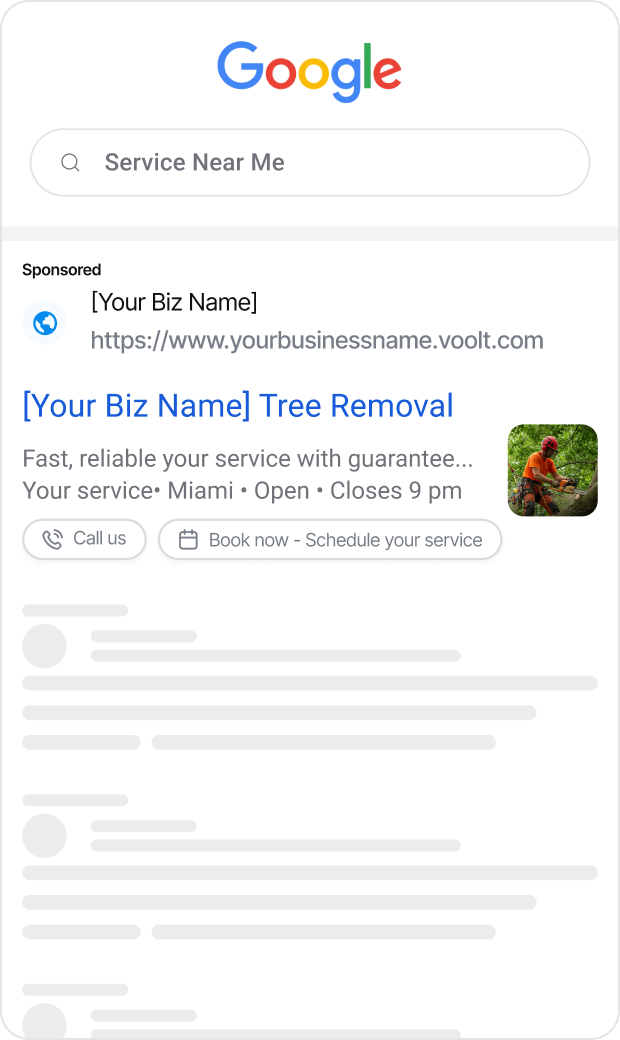 Google
Service Near Me
Sponsored
[Your Biz Name]
https://www.yourbusinessname.voolt.com
[Your Biz Name] Tree Removal
Fast, reliable your service with guarantee...
Your service• Miami • Open • Closes 9 pm
Call us
Book now - Schedule your service